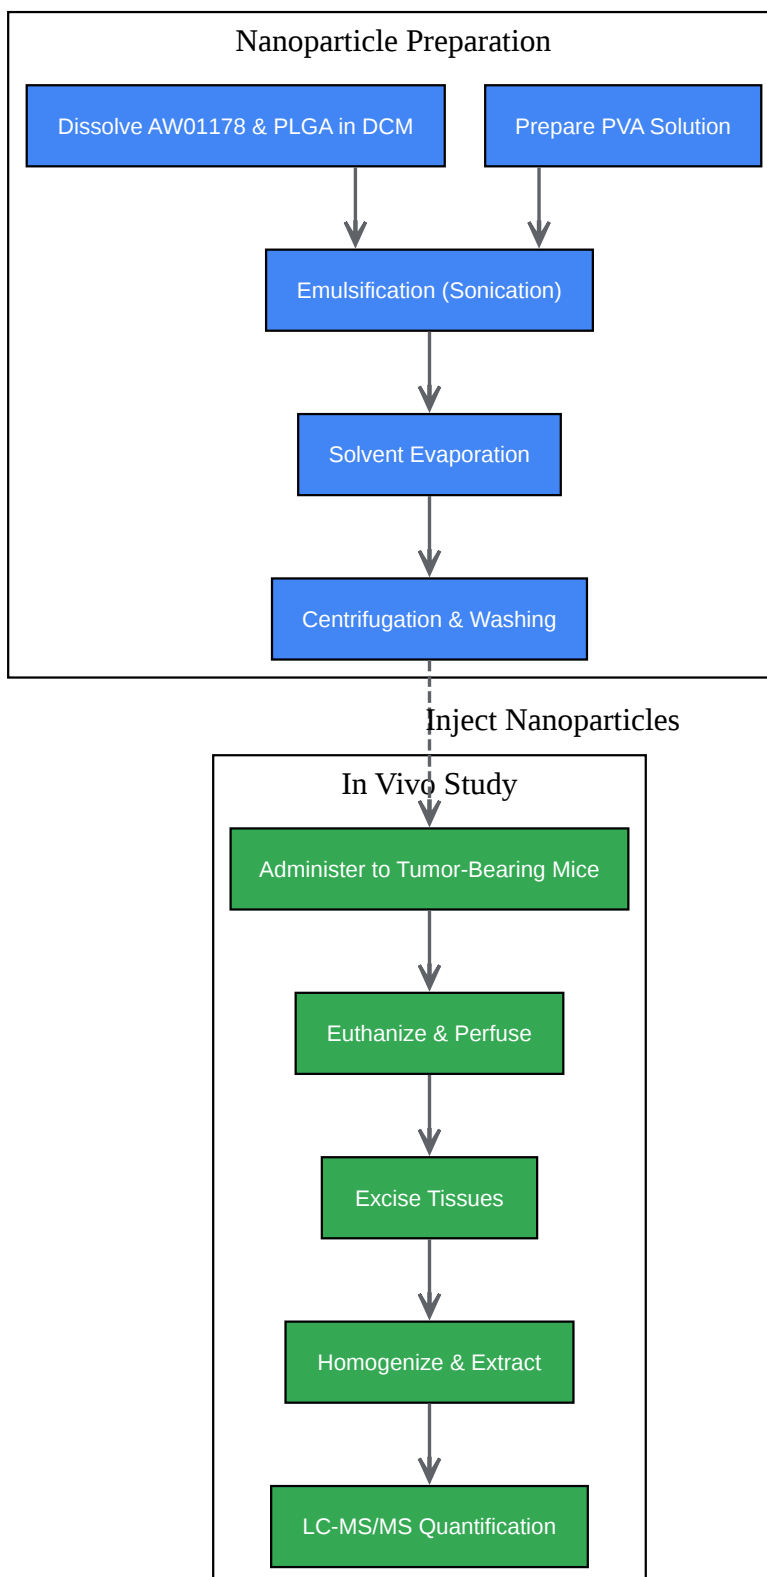 Nanoparticle Preparation
Dissolve AW01178 & PLGA in DCM
Prepare PVA Solution
Emulsification (Sonication)
Solvent Evaporation
Centrifugation & Washing
Inject Nanoparticles
In Vivo Study
Administer to Tumor-Bearing Mice
Euthanize & Perfuse
Excise Tissues
Homogenize & Extract
LC-MS/MS Quantification